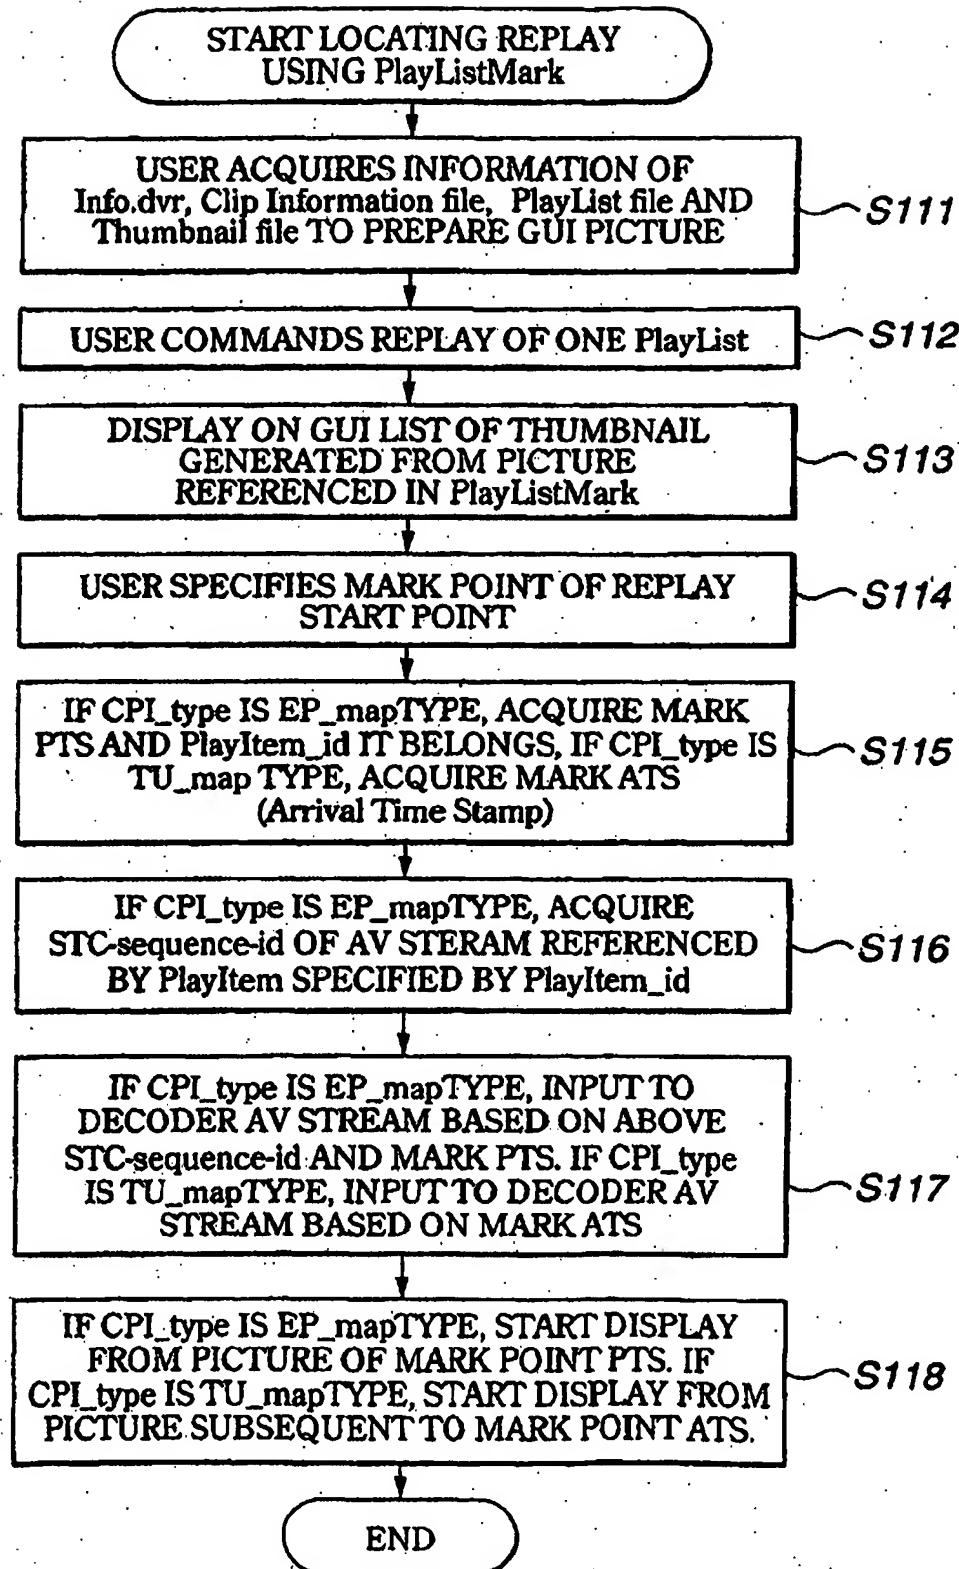 START LOCATING REPLAY
USING PlayListMark
USER ACQUIRES INFORMATION OF
Info.dvr, Clip Information file, PlayList file AND
Thumbnail file TO PREPARE GUI PICTURE
S111
USER COMMANDS REPLAY OF ONE PlayList
S112
DISPLAY ON GUI LIST OF THUMBNAIL
GENERATED FROM PICTURE
REFERENCED IN PlayListMark
S113
USER SPECIFIES MARK POINT OF REPLAY
START POINT
S114
IF CPI_type IS EP_mapTYPE, ACQUIRE MARK
PTS AND PlayItem_id IT BELONGS, IF CPI_type IS
TU_map TYPE, ACQUIRE MARK ATS
(Arrival Time Stamp)
S115
IF CPI_type IS EP_mapTYPE, ACQUIRE
STC-sequence-id OF AV STERAM REFERENCED
BY PlayItem SPECIFIED BY PlayItem_id
S116
IF CPI_type IS EP_mapTYPE, INPUT TO
DECODER AV STREAM BASED ON ABOVE
STC-sequence-id AND MARK PTS. IF CPI_type
IS TU_mapTYPE, INPUT TO DECODER AV
STREAM BASED ON MARK ATS
S117
IF CPI_type IS EP_mapTYPE, START DISPLAY
FROM PICTURE OF MARK POINT PTS. IF
CPI_type IS TU_mapTYPE, START DISPLAY FROM
PICTURE SUBSEQUENT TO MARK POINT ATS.
S118
END